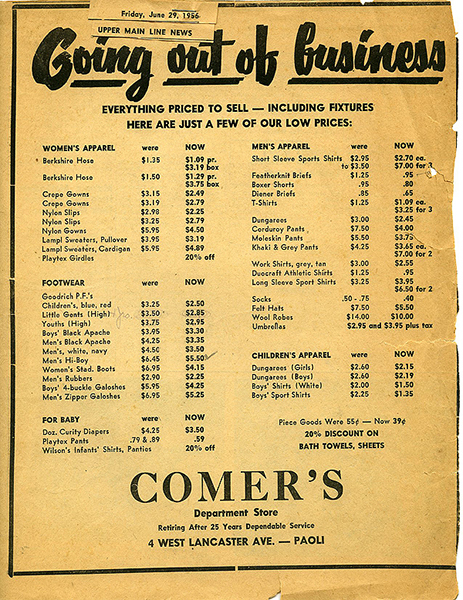 Friday, June 29, 1956
UPPER MAIN LINE NEWS
Going out of business
EVERYTHING PRICED TO SELL — INCLUDING FIXTURES
HERE ARE JUST A FEW OF OUR LOW PRICES:
WOMEN'S APPAREL were NOW
Berkshire Hose $1.35 $1.09 pr.
$3.19 box
Berkshire Hose $1.50 $1.29 pr.
$3.75 box
Crepe Gowns $3.15 $2.49
Crepe Gowns $3.19 $2.79
Nylon Slips $2.98 $2.25
Nylon Slips $3.25 $2.79
Nylon Gowns $5.95 $4.50
Lampl Sweaters, Pullover $3.95 $3.19
Lampl Sweaters, Cardigan $5.95 $4.89
Playtex Girdles 20% off
FOOTWEAR were NOW
Goodrich P.F.'s
Children's, blue, red $3.25 $2.50
Little Gents (High) $3.50 $2.85
Youths (High) $3.75 $2.95
Boys' Black Apache $3.95 $3.30
Men's Black Apache $4.25 $3.35
Men's, white, navy $4.50 $3.50
Men's Hi-Boy $6.45 $5.50
Women's Stad. Boots $6.95 $4.15
Men's Rubbers $2.90 $2.25
Boys' 4-buckle Galoshes $5.95 $4.25
Men's Zipper Galoshes $6.95 $5.25
FOR BABY were NOW
Doz. Curity Diapers $4.25 $3.50
Playtex Pants .79 & .89 .59
Wilson's Infants' Shirts, Panties 20% off
MEN'S APPAREL were NOW
Short Sleeve Sports Shirts $2.95 $2.70 ea.
to $3.50 $7.00 for 3
Featherknit Briefs $1.25 .95
Boxer Shorts .95 .80
Diener Briefs .85 .65
T-Shirts $1.25 $1.09 ea.
$3.25 for 3
Dungarees $3.00 $2.45
Corduroy Pants $7.50 $4.00
Moleskin Pants $5.50 $3.75
Khaki & Grey Pants $4.25 $3.65 ea.
$7.00 for 2
Work Shirts, grey, tan $3.00 $2.55
Duocraft Athletic Shirts $1.25 .95
Long Sleeve Sport Shirts $3.25 $3.95
$6.50 for 2
Socks .50 - .75 .40
Felt Hats $7.50 $5.50
Wool Robes $14.00 $10.00
Umbrellas $2.95 and $3.95 plus tax
CHILDREN'S APPAREL were NOW
Dungarees (Girls) $2.60 $2.15
Dungarees (Boys) $2.60 $2.19
Boys' Shirts (White) $2.00 $1.50
Boys' Sport Shirts $2.25 $1.35
Piece Goods Were 55¢ — Now 39¢
20% DISCOUNT ON
BATH TOWELS, SHEETS
COMER'S
Department Store
Retiring After 25 Years Dependable Service
4 WEST LANCASTER AVE. — PAOLI